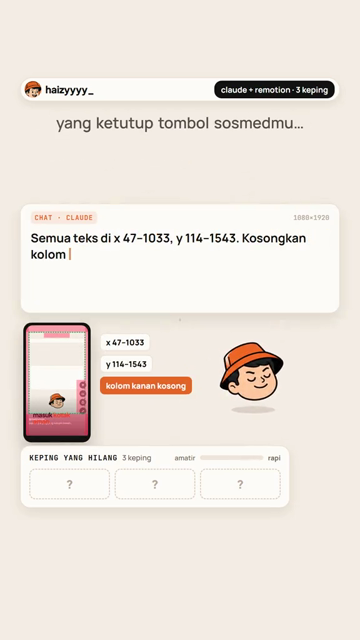 haizyyyy_
claude + remotion · 3 keping
yang ketutup tombol sosmedmu...
CHAT · CLAUDE
1080×1920
Semua teks di x 47–1033, y 114–1543. Kosongkan
kolom
x 47–1033
y 114–1543
kolom kanan kosong
masuk
KEPING YANG HILANG 3 keping
amatir
rapi
?
?
?